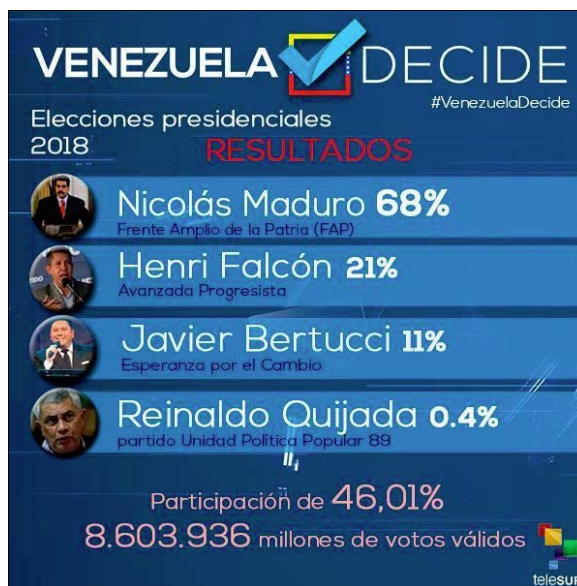 VENEZUELA DECIDE
#VenezuelaDecide
Elecciones presidenciales
2018
RESULTADOS
Nicolás Maduro 68%
Frente Amplio de la Patria (FAP)
Henri Falcón 21%
Avanzada Progresista
Javier Bertucci 11%
Esperanza por el Cambio
Reinaldo Quijada 0.4%
partido Unidad Política Popular 89
Participación de 46,01%
8.603.936 millones de votos válidos
teleSUR